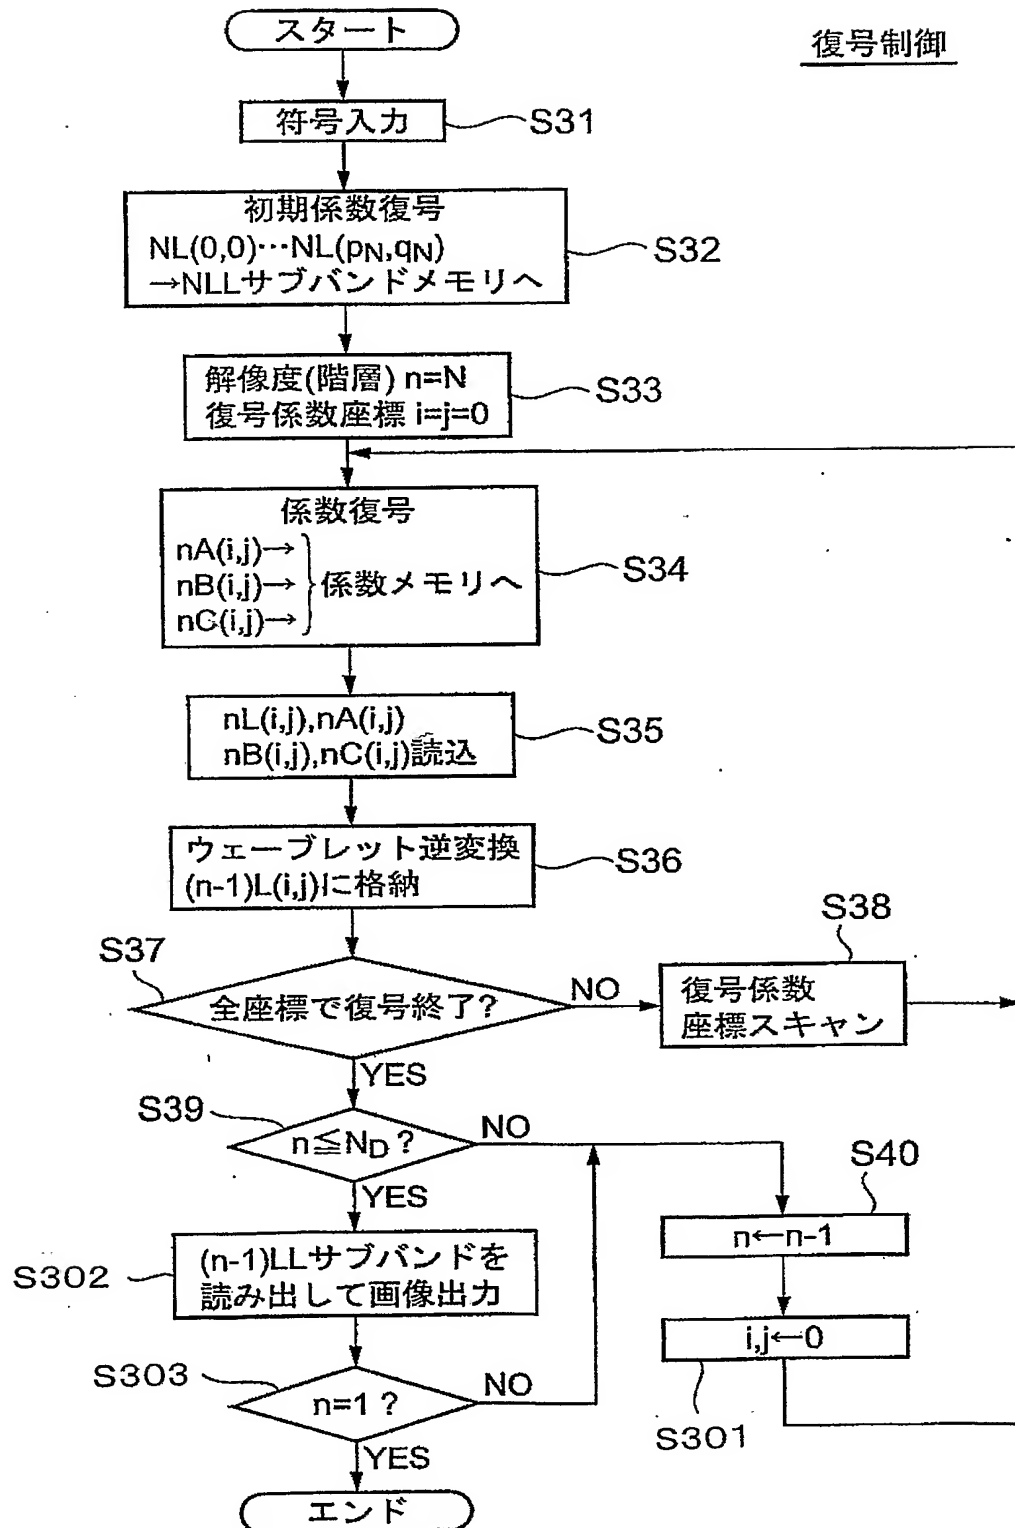 スタート
復号制御
符号入力
S31
初期係数復号
NL(0,0)…NL(pN,qN)
→NLLサブバンドメモリへ
S32
解像度(階層) n=N
復号係数座標 i=j=0
S33
係数復号
nA(i,j)→
nB(i,j)→
nC(i,j)→
係数メモリへ
S34
nL(i,j),nA(i,j)
nB(i,j),nC(i,j)読込
S35
ウェーブレット逆変換
(n-1)L(i,j)に格納
S36
S37
全座標で復号終了?
NO
S38
復号係数
座標スキャン
YES
S39
n≦ND?
NO
YES
S40
n←n-1
S302
(n-1)LLサブバンドを
読み出して画像出力
i,j←0
S301
S303
n=1?
NO
YES
エンド